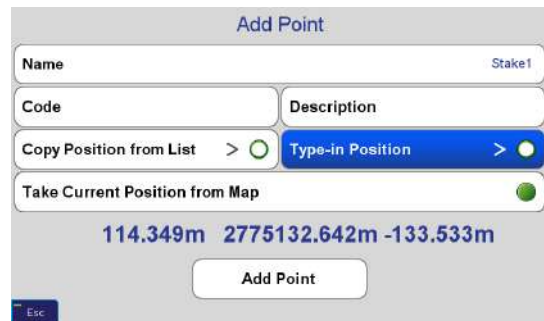 Add Point
Name Stake1
Code Description
Copy Position from List > Type-in Position >
Take Current Position from Map
114.349m 2775132.642m -133.533m
Add Point
Esc